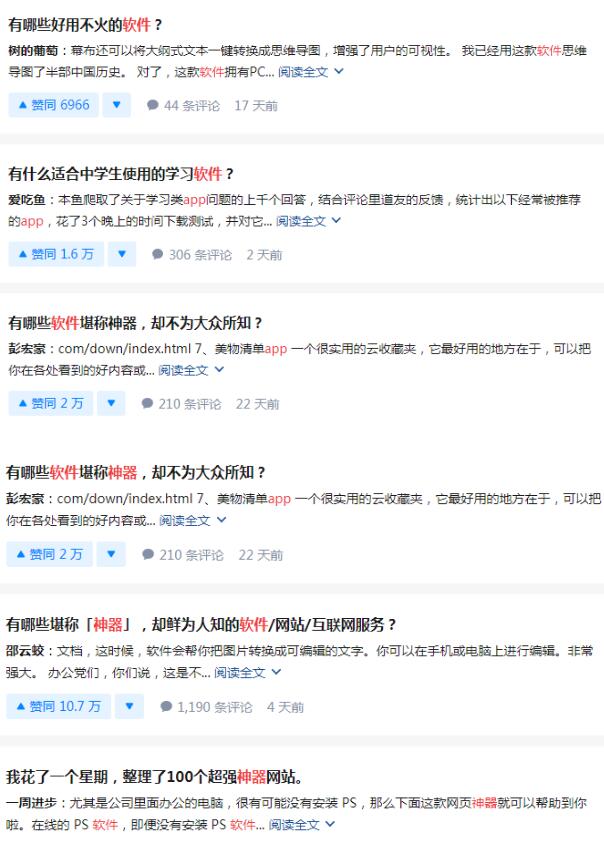 有哪些好用不火的软件？
树的葡萄：幕布还可以将大纲式文本一键转换成思维导图，增强了用户的可视性。 我已经用这款软件思维
导图了半部中国历史。 对了，这款软件拥有PC... 阅读全文
赞同 6966 44 条评论 17 天前
有什么适合中学生使用的学习软件？
爱吃鱼：本鱼爬取了关于学习类app问题的上千个回答，结合评论里道友的反馈，统计出以下经常被推荐
的app，花了3个晚上的时间下载测试，并对它... 阅读全文
赞同 1.6 万 306 条评论 2 天前
有哪些软件堪称神器，却不为大众所知？
彭宏豪：com/down/index.html 7、美物清单app 一个很实用的云收藏夹，它最好用的地方在于，可以把
你在各处看到的好内容或... 阅读全文
赞同 2 万 210 条评论 22 天前
有哪些软件堪称神器，却不为大众所知？
彭宏豪：com/down/index.html 7、美物清单app 一个很实用的云收藏夹，它最好用的地方在于，可以把
你在各处看到的好内容或... 阅读全文
赞同 2 万 210 条评论 22 天前
有哪些堪称「神器」，却鲜为人知的软件/网站/互联网服务？
邵云蛟：文档，这时候，软件会帮你把图片转换成可编辑的文字。你可以在手机或电脑上进行编辑。非常
强大。 办公党们，你们说，这是不... 阅读全文
赞同 10.7 万 1,190 条评论 4 天前
我花了一个星期，整理了100个超强神器网站。
一周进步：尤其是公司里面办公的电脑，很有可能没有安装 PS，那么下面这款网页神器就可以帮助到你
啦。在线的 PS 软件，即便没有安装 PS 软件... 阅读全文